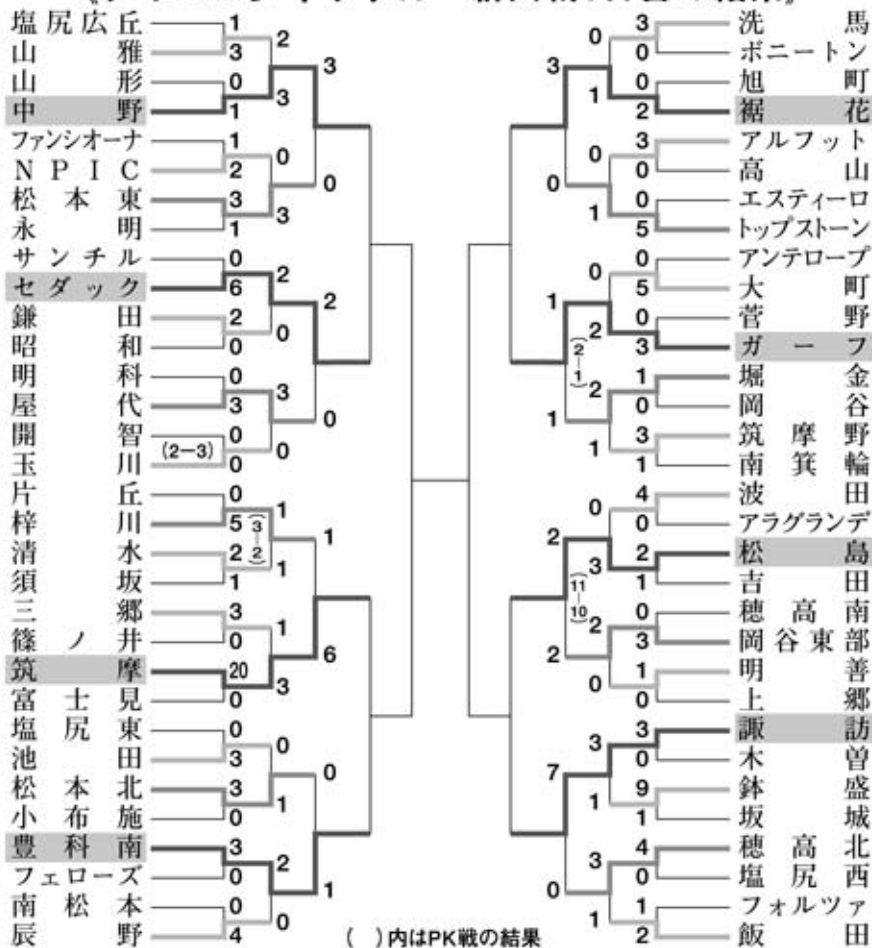 塩尻広丘 1
山雅 3
山形 0
中野 1
ファンシオーナ 1
NPIC 2
松本東 3
永明 1
サンチル 0
セダック 6
鎌田 2
昭和 0
明科 0
屋代 3
開智 0
(2−3)
玉川 0
片丘 0
梓川 5
清水 2
須坂 1
三郷 3
篠ノ井 0
筑摩 20
富士見 0
塩尻東 0
池田 3
松本北 3
小布施 0
豊科南 3
フェローズ 0
南松本 0
辰野 4
2
3
0
3
2
0
3
0
1
(3−2)
1
1
3
0
1
2
0
3
0
2
0
1
6
0
1
3 洗馬
0 ボニートン
0 旭町
2 裾花
3 アルフット
0 高山
0 エスティーロ
5 トップストーン
0 アンテロープ
5 大町
0 菅野
3 ガーフ
1 堀金
0 岡谷
3 筑摩野
1 南箕輪
4 波田
0 アラグランデ
2 松島
1 吉田
0 穂高南
3 岡谷東部
1 明善
0 上郷
3 諏訪
0 木曽
9 鉢盛
1 坂城
4 穂高北
0 塩尻西
1 フォルツァ
2 飯田
0
1
0
1
0
2
(2−1)
2
1
0
3
(11−10)
2
0
3
1
3
1
3
0
1
1
2
2
7
0
( )内はPK戦の結果